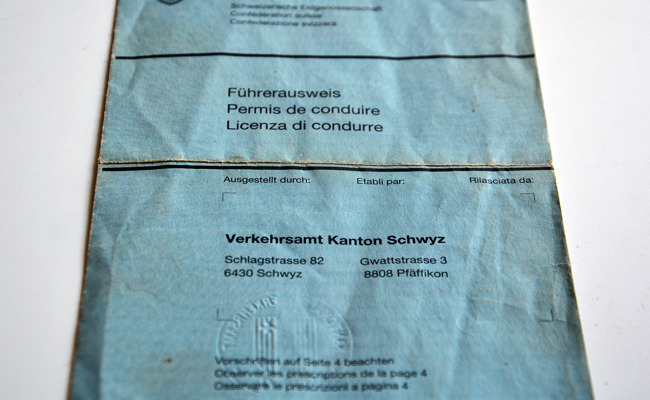 Schweizerische Eidgenossenschaft
Confédération suisse
Confederazione svizzera
Führerausweis
Permis de conduire
Licenza di condurre
Ausgestellt durch: Etabli par: Rilasciata da:
Verkehrsamt Kanton Schwyz
Schlagstrasse 82 Gwattstrasse 3
6430 Schwyz 8808 Pfäffikon
Vorschriften auf Seite 4 beachten
Observer les prescriptions de la page 4
Osservare le prescrizioni a pagina 4